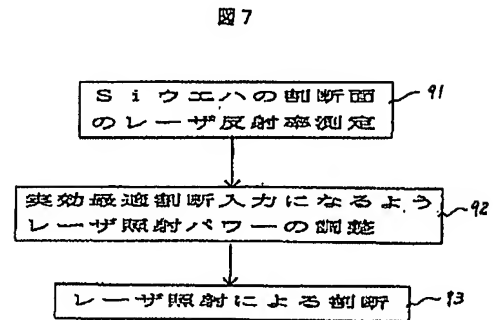 図7
Siウエハの割断面
91
のレーザ反射率測定
実効最適割断入力になるよう
レーザ照射パワーの調整
92
レーザ照射による割断
93